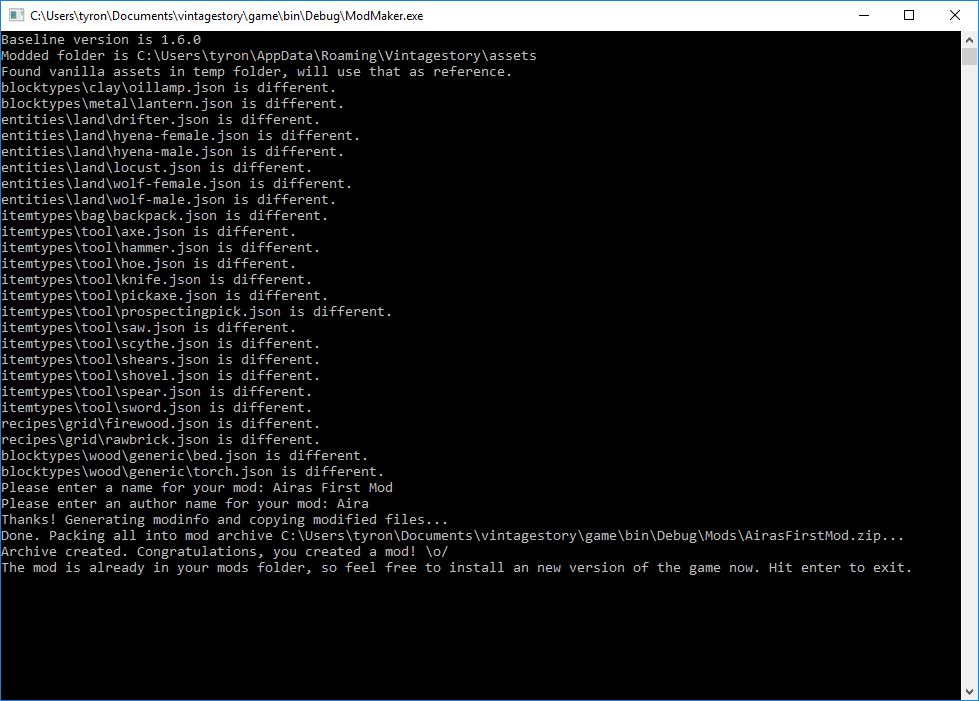 C:\Users\tyron\Documents\vintagestory\game\bin\Debug\ModMaker.exe
Baseline version is 1.6.0
Modded folder is C:\Users\tyron\AppData\Roaming\Vintagestory\assets
Found vanilla assets in temp folder, will use that as reference.
blocktypes\clay\oillamp.json is different.
blocktypes\metal\lantern.json is different.
entities\land\drifter.json is different.
entities\land\hyena-female.json is different.
entities\land\hyena-male.json is different.
entities\land\locust.json is different.
entities\land\wolf-female.json is different.
entities\land\wolf-male.json is different.
itemtypes\bag\backpack.json is different.
itemtypes\tool\axe.json is different.
itemtypes\tool\hammer.json is different.
itemtypes\tool\hoe.json is different.
itemtypes\tool\knife.json is different.
itemtypes\tool\pickaxe.json is different.
itemtypes\tool\prospectingpick.json is different.
itemtypes\tool\saw.json is different.
itemtypes\tool\scythe.json is different.
itemtypes\tool\shears.json is different.
itemtypes\tool\shovel.json is different.
itemtypes\tool\spear.json is different.
itemtypes\tool\sword.json is different.
recipes\grid\firewood.json is different.
recipes\grid\rawbrick.json is different.
blocktypes\wood\generic\bed.json is different.
blocktypes\wood\generic\torch.json is different.
Please enter a name for your mod: Airas First Mod
Please enter an author name for your mod: Aira
Thanks! Generating modinfo and copying modified files...
Done. Packing all into mod archive C:\Users\tyron\Documents\vintagestory\game\bin\Debug\Mods\AirasFirstMod.zip...
Archive created. Congratulations, you created a mod! \o/
The mod is already in your mods folder, so feel free to install an new version of the game now. Hit enter to exit.